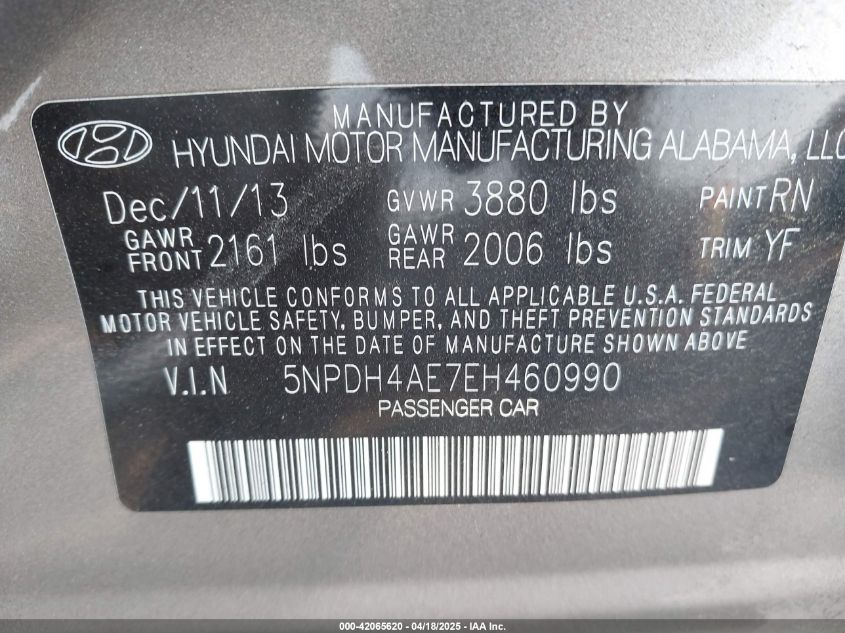 MANUFACTURED BY
HYUNDAI MOTOR MANUFACTURING ALABAMA, LLC
Dec/11/13 GVWR 3880 lbs PAINT RN
GAWR FRONT 2161 lbs GAWR REAR 2006 lbs TRIM YF
THIS VEHICLE CONFORMS TO ALL APPLICABLE U.S.A. FEDERAL
MOTOR VEHICLE SAFETY, BUMPER, AND THEFT PREVENTION STANDARDS
IN EFFECT ON THE DATE OF MANUFACTURE SHOWN ABOVE
V.I.N 5NPDH4AE7EH460990
PASSENGER CAR
000-42065620 - 04/18/2025 - IAA Inc.